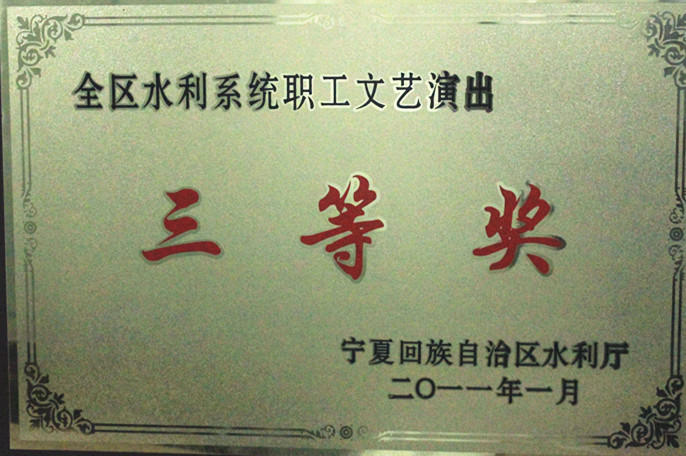 全区水利系统职工文艺演出
三等奖
宁夏回族自治区水利厅
二〇一一年一月